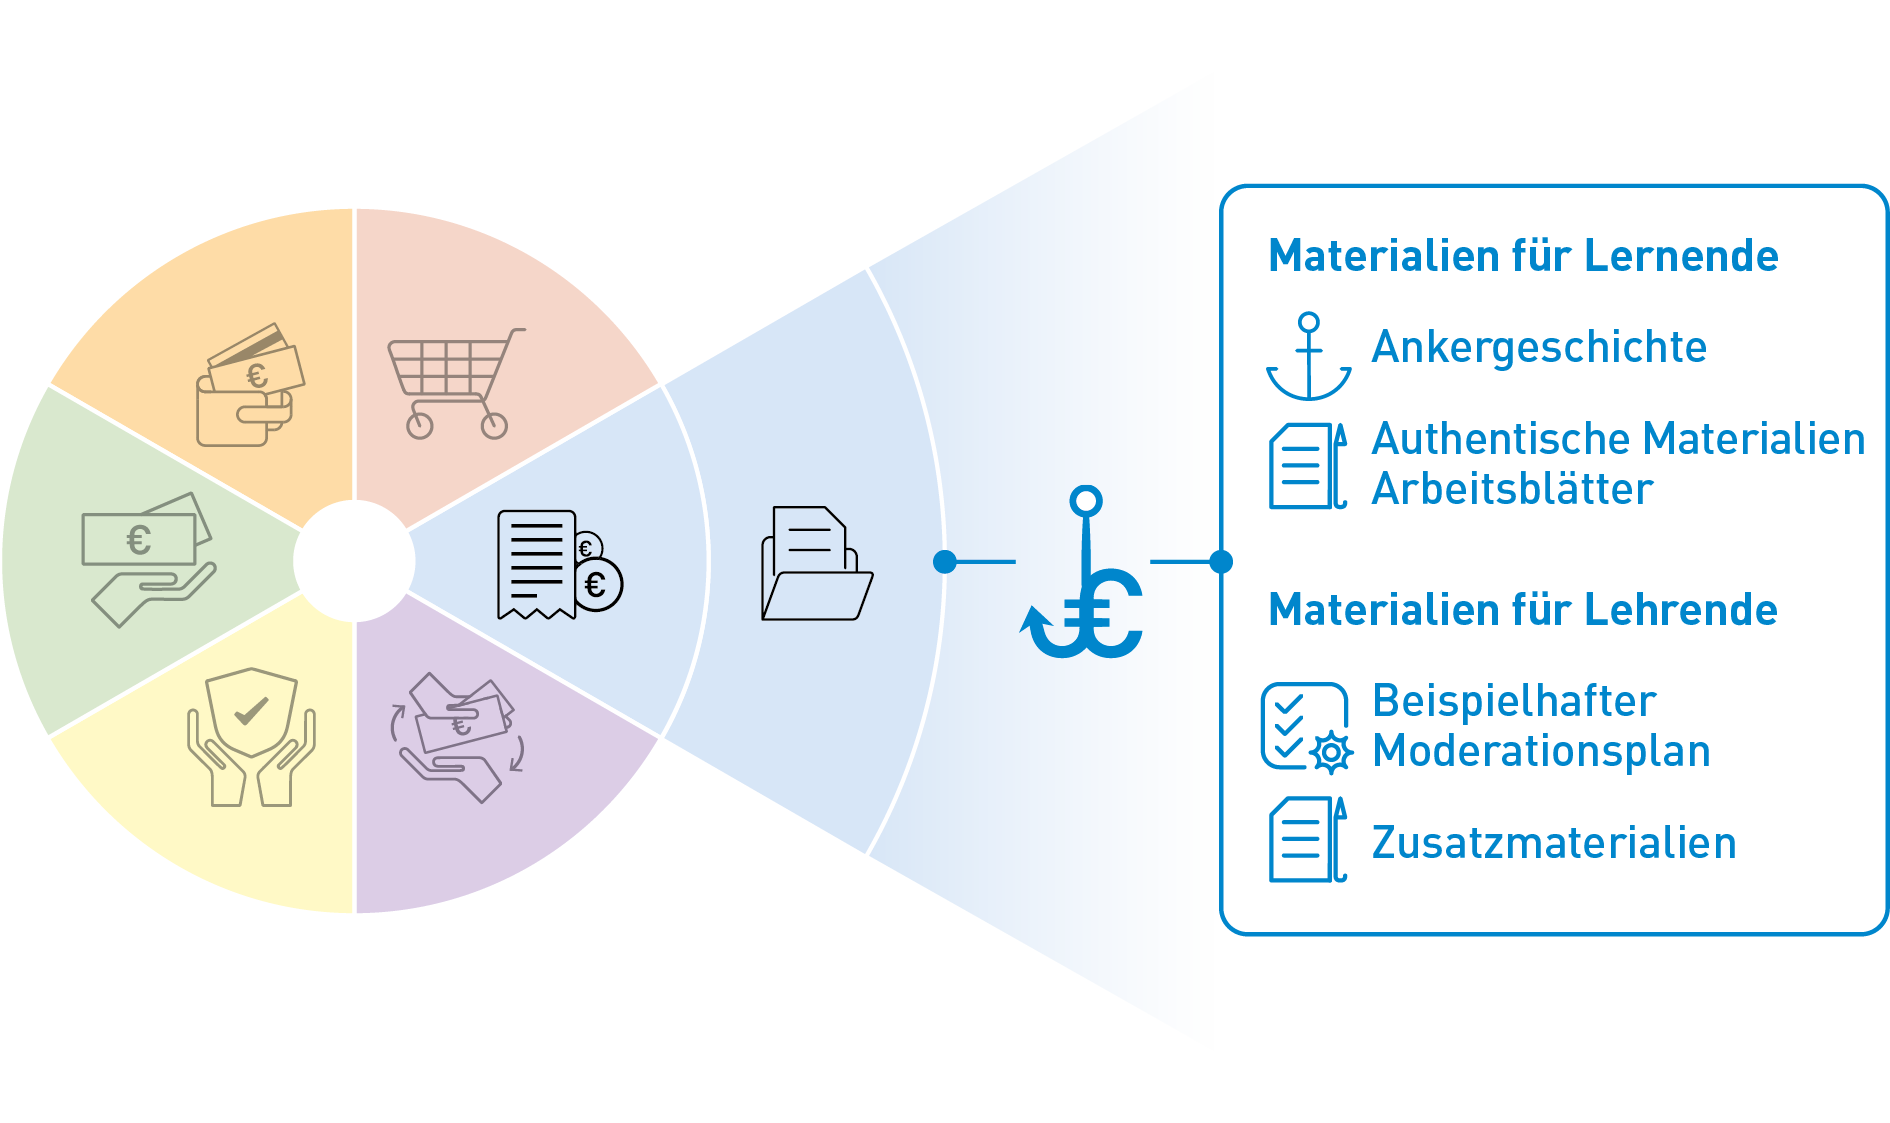 Materialien für Lernende
Ankergeschichte
Authentische Materialien
Arbeitsblätter
Materialien für Lehrende
Beispielhafter
Moderationsplan
Zusatzmaterialien
€
€
€
€
€